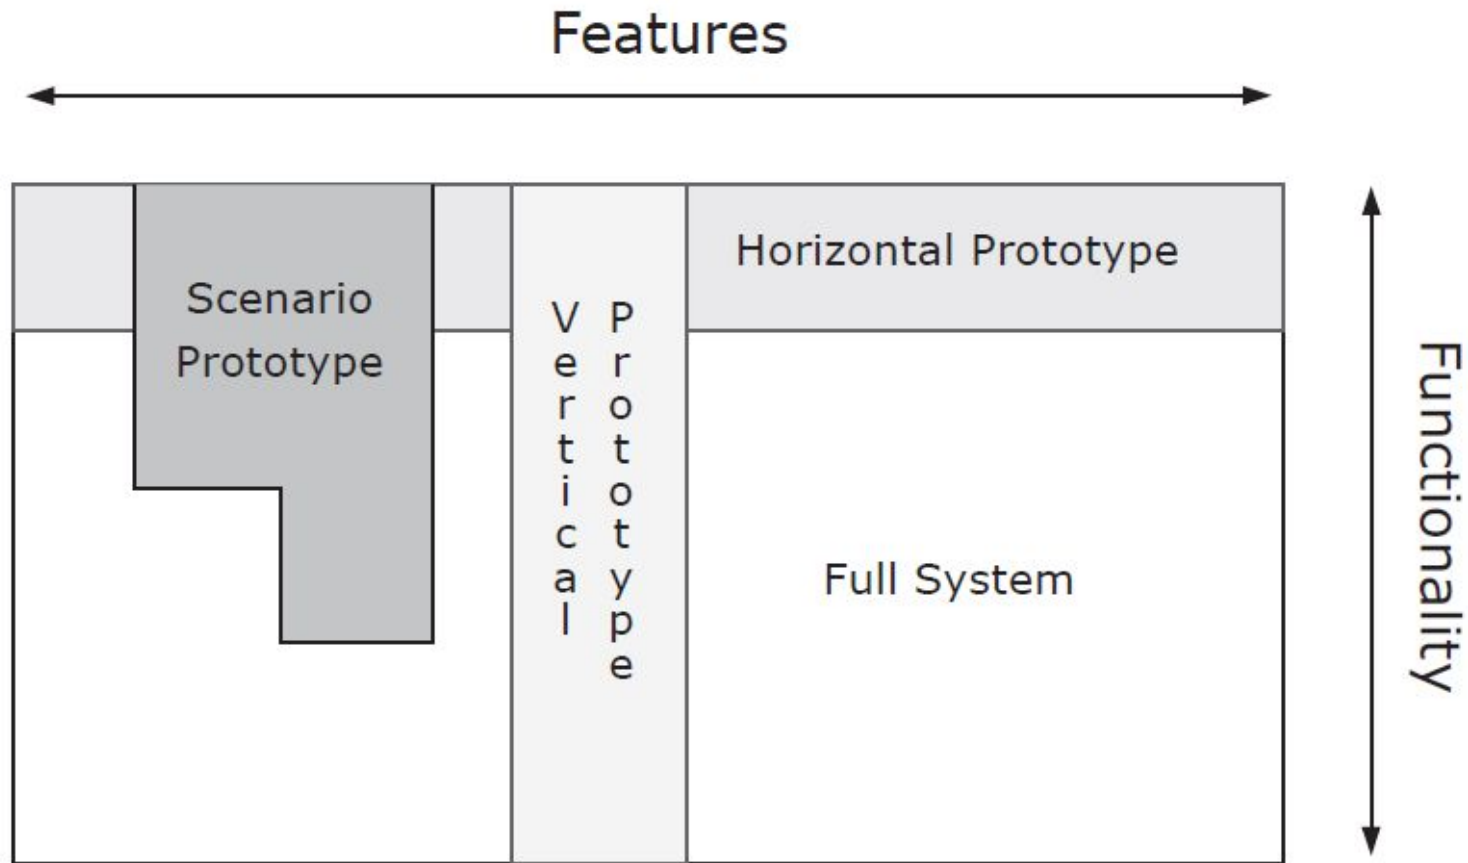 Features
Scenario
Prototype
Vertical
Prototype
Horizontal Prototype
Full System
Functionality